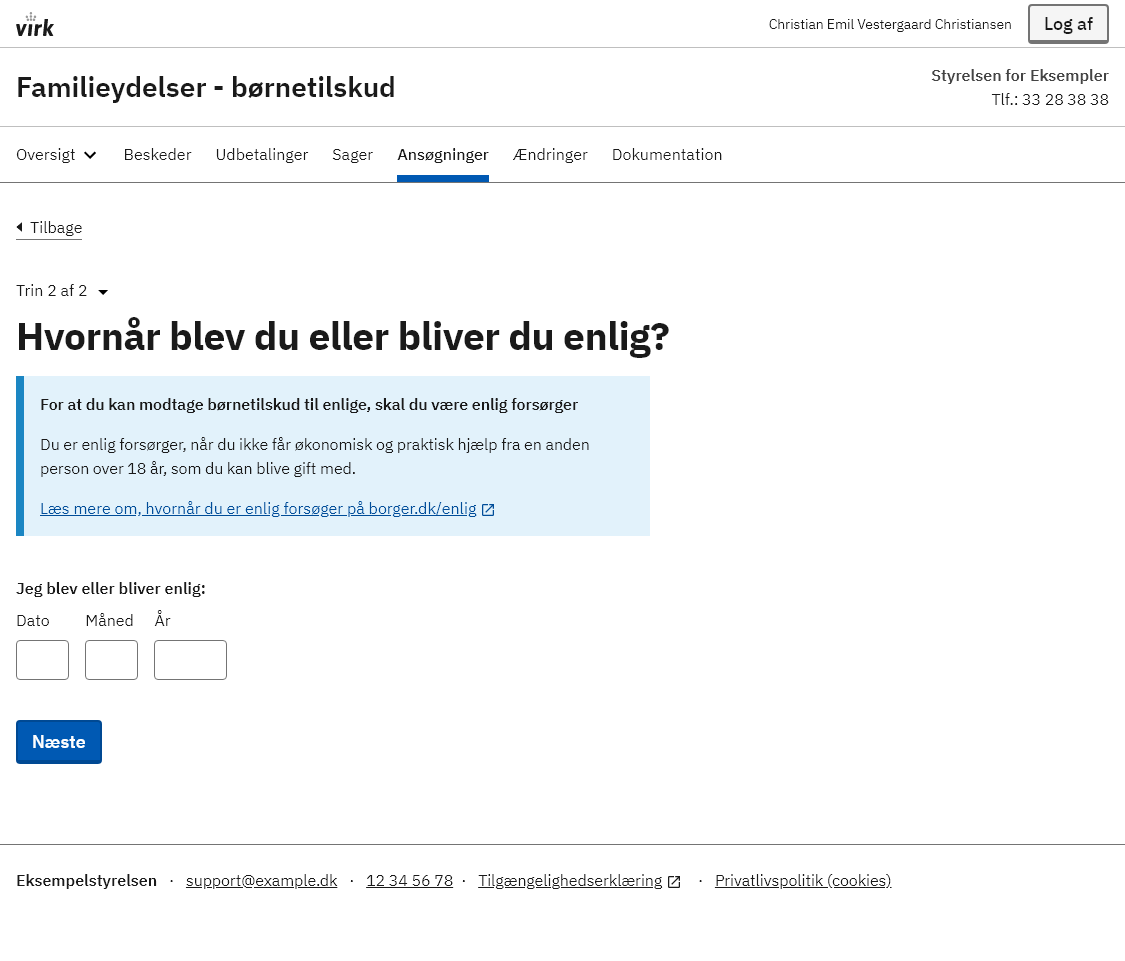 virk
Christian Emil Vestergaard Christiansen
Log af
Familieydelser - børnetilskud
Styrelsen for Eksempler
Tlf.: 33 28 38 38
Oversigt Beskeder Udbetalinger Sager Ansøgninger Ændringer Dokumentation
Tilbage
Trin 2 af 2
Hvornår blev du eller bliver du enlig?
For at du kan modtage børnetilskud til enlige, skal du være enlig forsørger
Du er enlig forsørger, når du ikke får økonomisk og praktisk hjælp fra en anden
person over 18 år, som du kan blive gift med.
Læs mere om, hvornår du er enlig forsøger på borger.dk/enlig
Jeg blev eller bliver enlig:
Dato Måned År
Næste
Eksempelstyrelsen · support@example.dk · 12 34 56 78 · Tilgængelighedserklæring · Privatlivspolitik (cookies)